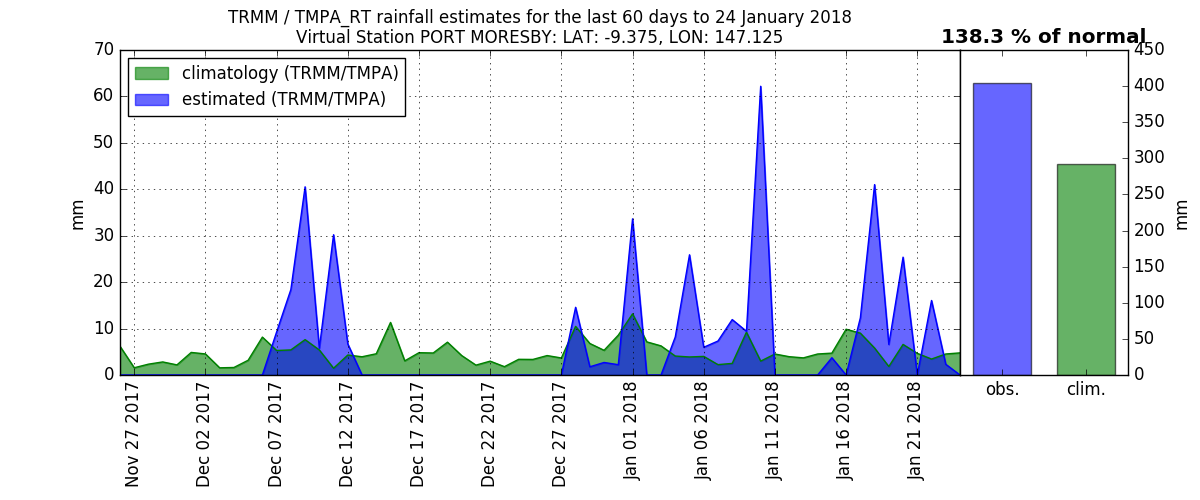 TRMM / TMPA_RT rainfall estimates for the last 60 days to 24 January 2018
Virtual Station PORT MORESBY: LAT: -9.375, LON: 147.125
138.3 % of normal
climatology (TRMM/TMPA)
estimated (TRMM/TMPA)
mm
70
60
50
40
30
20
10
0
Nov 27 2017
Dec 02 2017
Dec 07 2017
Dec 12 2017
Dec 17 2017
Dec 22 2017
Dec 27 2017
Jan 01 2018
Jan 06 2018
Jan 11 2018
Jan 16 2018
Jan 21 2018
obs.
clim.
450
400
350
300
250
200
150
100
50
0
mm